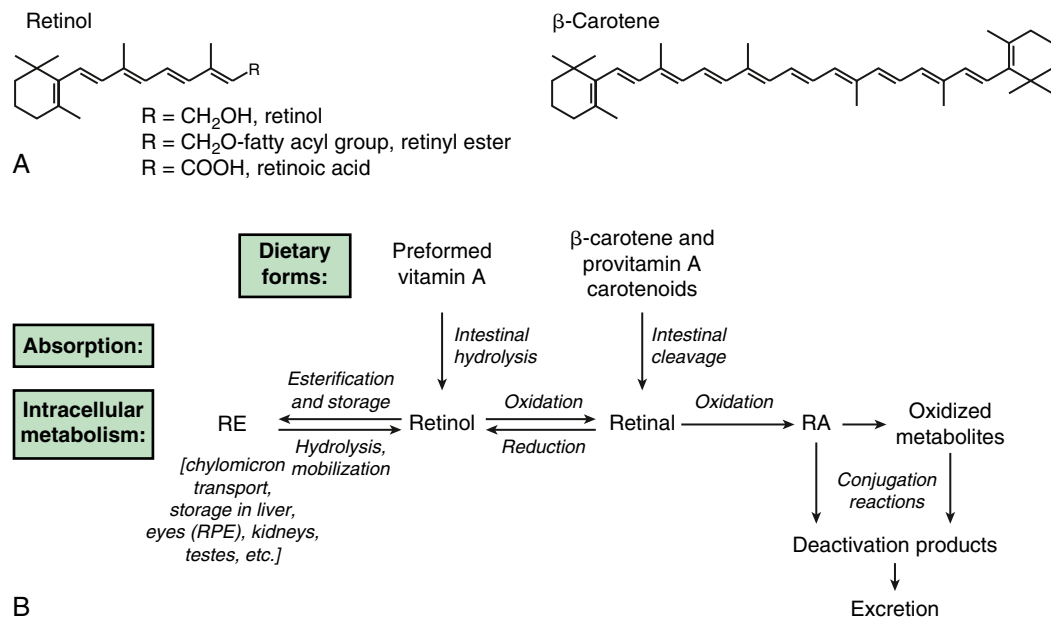 Retinol
β-Carotene
R
R = CH₂OH, retinol
R = CH₂O-fatty acyl group, retinyl ester
R = COOH, retinoic acid
A
Dietary
forms:
Preformed
vitamin A
β-carotene and
provitamin A
carotenoids
Absorption:
Intestinal
hydrolysis
Intestinal
cleavage
Intracellular
metabolism:
Esterification
and storage
RE
Retinol
Oxidation
Retinal
Oxidation
RA
Oxidized
metabolites
Hydrolysis,
mobilization
Reduction
[chylomicron
transport,
storage in liver,
eyes (RPE), kidneys,
testes, etc.]
Conjugation
reactions
Deactivation products
Excretion
B